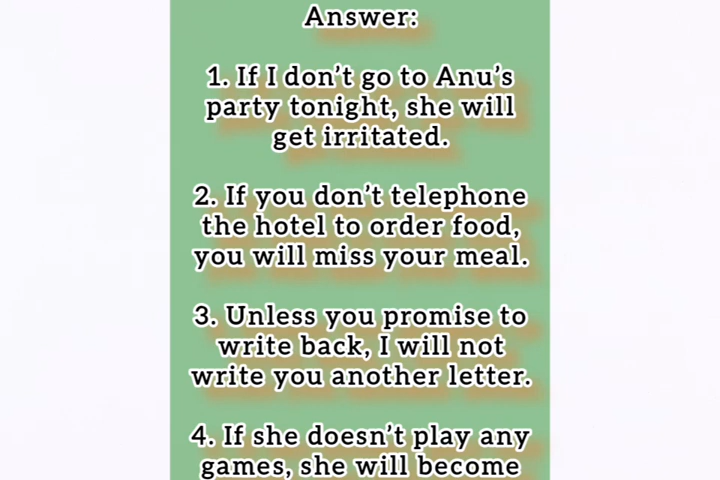 Answer:
1. If I don't go to Anu's
party tonight, she will
get irritated.
2. If you don't telephone
the hotel to order food,
you will miss your meal.
3. Unless you promise to
write back, I will not
write you another letter.
4. If she doesn't play any
games, she will become